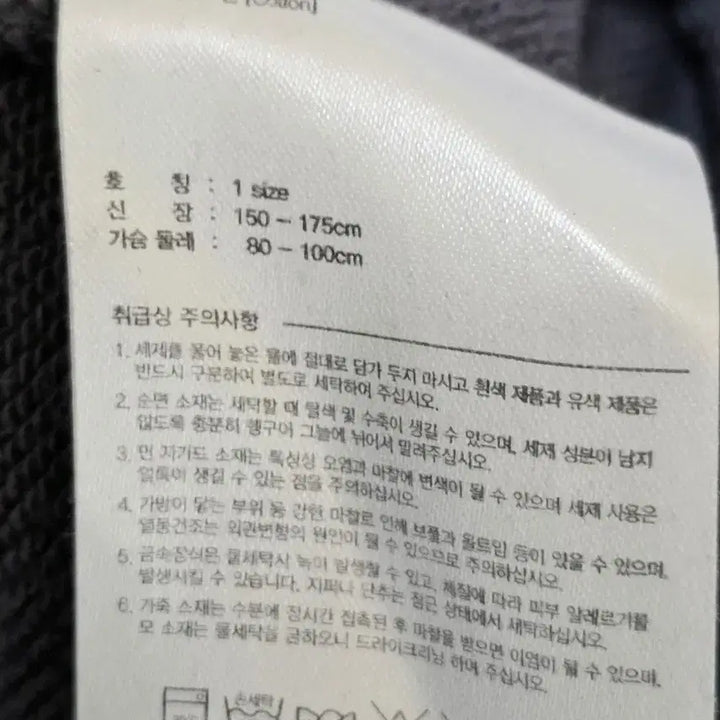 [Cotton]
호 칭 : 1 size
신 장 : 150 - 175cm
가슴 둘레 : 80 - 100cm
취급상 주의사항
1. 세제를 풀어 놓은 물에 절대로 담가 두지 마시고 흰색 제품과 유색 제품은
반드시 구분하여 별도로 세탁하여 주십시오.
2. 순면 소재는 세탁할 때 탈색 및 수축이 생길 수 있으며, 세제 성분이 남지
않도록 충분히 헹구어 그늘에 뉘어서 말려주십시오.
3. 면 자가드 소재는 특성상 오염과 마찰에 변색이 될 수 있으며 세제 사용은
얼룩이 생길 수 있는 점을 주의하십시오.
4. 가방이 닿는 부위 등 강한 마찰로 인해 보풀과 올트임 등이 있을 수 있으며,
열동건조는 외관변형의 원인이 될 수 있으므로 주의하십시오.
5. 금속장식은 물세탁시 녹이 발생할 수 있고, 체질에 따라 피부 알레르기를
발생시킬 수 있습니다. 지퍼나 단추는 잠근 상태에서 세탁하십시오.
6. 가죽 소재는 수분에 장시간 접촉된 후 마찰을 받으면 이염이 될 수 있으며,
모 소재는 물세탁을 금하오니 드라이크리닝 하여 주십시오.
손세탁